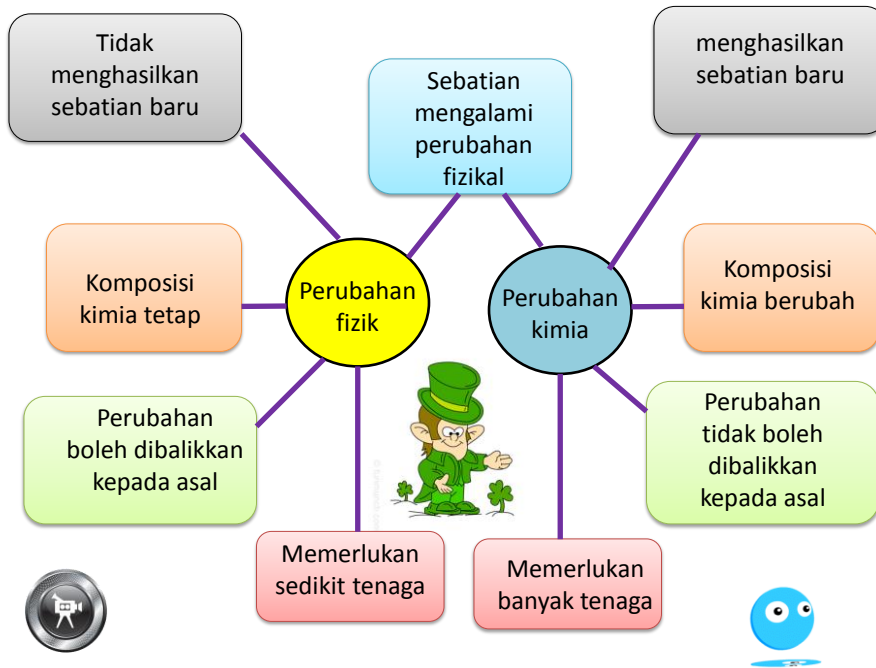 Tidak
menghasilkan
sebatian baru
Sebatian
mengalami
perubahan
fizikal
menghasilkan
sebatian baru
Komposisi
kimia tetap
Perubahan
fizik
Perubahan
kimia
Komposisi
kimia berubah
Perubahan
boleh dibalikkan
kepada asal
Perubahan
tidak boleh
dibalikkan
kepada asal
Memerlukan
sedikit tenaga
Memerlukan
banyak tenaga